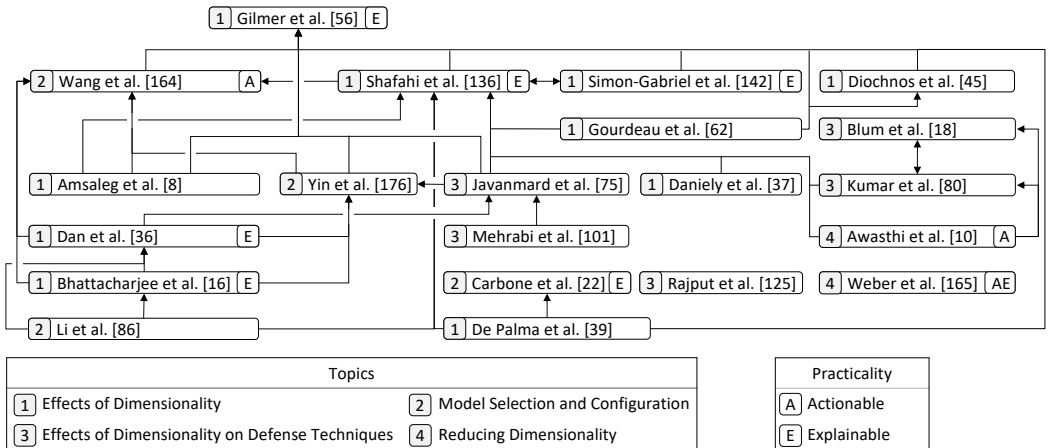 1 Gilmer et al. [56] E
2 Wang et al. [164] A
1 Shafahi et al. [136] E
1 Simon-Gabriel et al. [142] E
1 Diochnos et al. [45]
1 Gourdeau et al. [62]
3 Blum et al. [18]
1 Amsaleg et al. [8]
2 Yin et al. [176]
3 Javanmard et al. [75]
1 Daniely et al. [37]
3 Kumar et al. [80]
1 Dan et al. [36] E
3 Mehrabi et al. [101]
4 Awasthi et al. [10] A
1 Bhattacharjee et al. [16] E
2 Carbone et al. [22] E
3 Rajput et al. [125]
4 Weber et al. [165] AE
2 Li et al. [86]
1 De Palma et al. [39]
Topics
1 Effects of Dimensionality
2 Model Selection and Configuration
3 Effects of Dimensionality on Defense Techniques
4 Reducing Dimensionality
Practicality
A Actionable
E Explainable